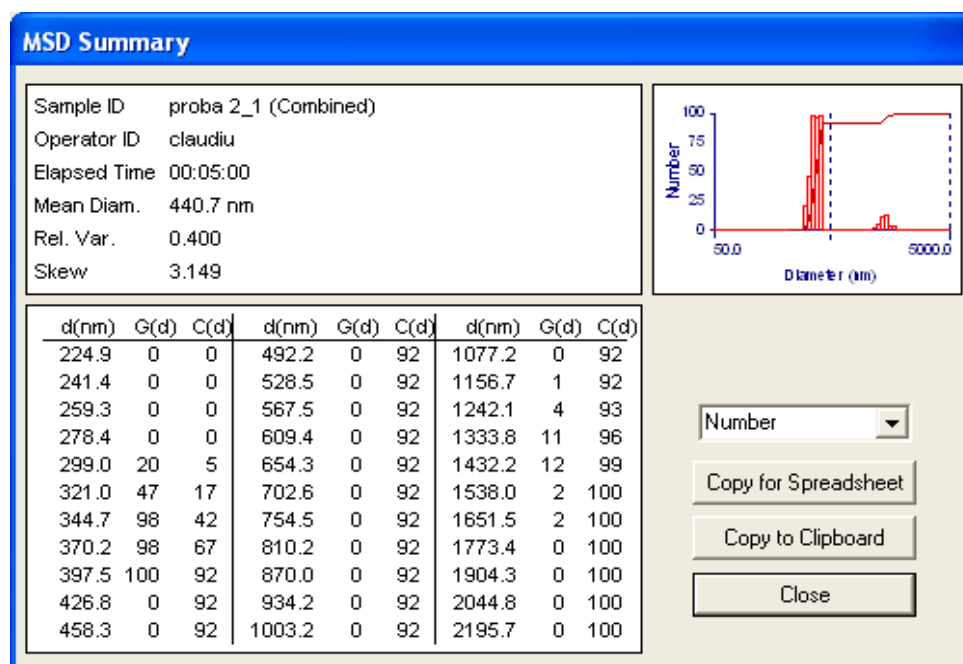 MSD Summary
Sample ID proba 2_1 (Combined)
Operator ID claudiu
Elapsed Time 00:05:00
Mean Diam. 440.7 nm
Rel. Var. 0.400
Skew 3.149
100
75
50
25
0
Number
50.0 5000.0
Diameter (nm)
d(nm) G(d) C(d) d(nm) G(d) C(d) d(nm) G(d) C(d)
224.9 0 0 492.2 0 92 1077.2 0 92
241.4 0 0 528.5 0 92 1156.7 1 92
259.3 0 0 567.5 0 92 1242.1 4 93
278.4 0 0 609.4 0 92 1333.8 11 96
299.0 20 5 654.3 0 92 1432.2 12 99
321.0 47 17 702.6 0 92 1538.0 2 100
344.7 98 42 754.5 0 92 1651.5 2 100
370.2 98 67 810.2 0 92 1773.4 0 100
397.5 100 92 870.0 0 92 1904.3 0 100
426.8 0 92 934.2 0 92 2044.8 0 100
458.3 0 92 1003.2 0 92 2195.7 0 100
Number
Copy for Spreadsheet
Copy to Clipboard
Close